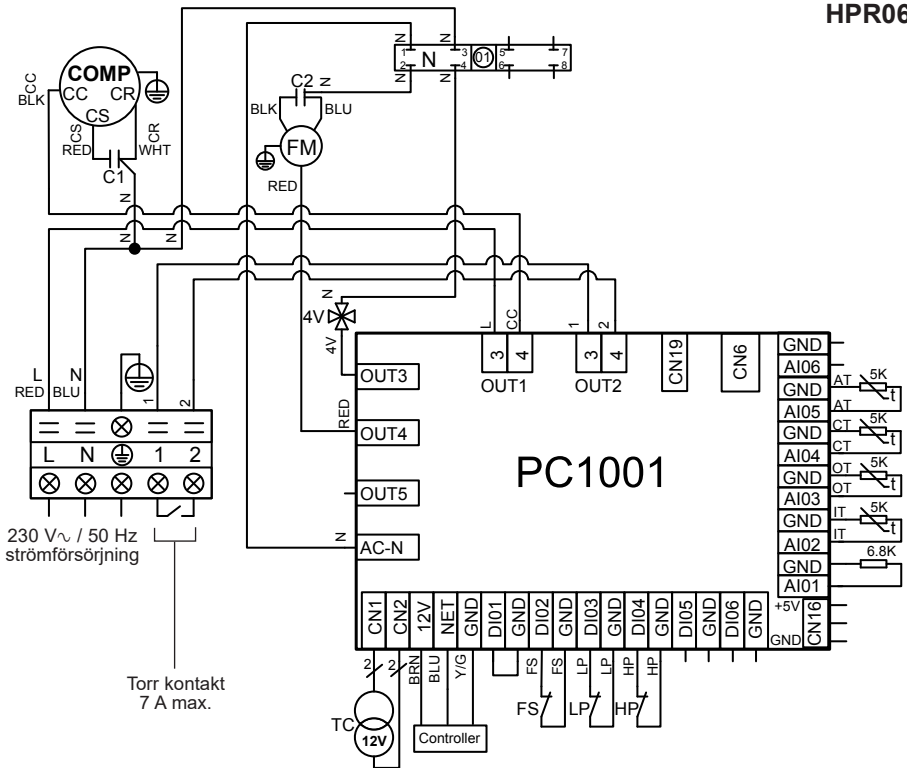 HPR06
N N
1 2 N 3 4 01 5 6 7 8
N N
COMP
CC CR
CS
CC
BLK
CS
RED
CR
WHT
C1
C2 N
BLK BLU
FM
RED
N N N N
N
4V
4V
L CC 1 2
3 4 3 4
OUT1 OUT2
CN19 CN6
L N
RED BLU
1 2
L N 1 2
230 V∿ / 50 Hz
strömförsörjning
Torr kontakt
7 A max.
OUT3
RED OUT4
OUT5
N AC-N
PC1001
GND
AI06
GND AT 5K t
AI05 AT
GND CT 5K t
AI04 CT
GND OT 5K t
AI03 OT
GND IT 5K t
AI02 IT
GND 6.8K
AI01
+5V CN16
GND
CN1 CN2 12V NET GND DI01 GND DI02 GND DI03 GND DI04 GND DI05 GND DI06 GND
2 2 BRN BLU Y/G FS FS LP LP HP HP
FS LP HP
TC
12V
Controller